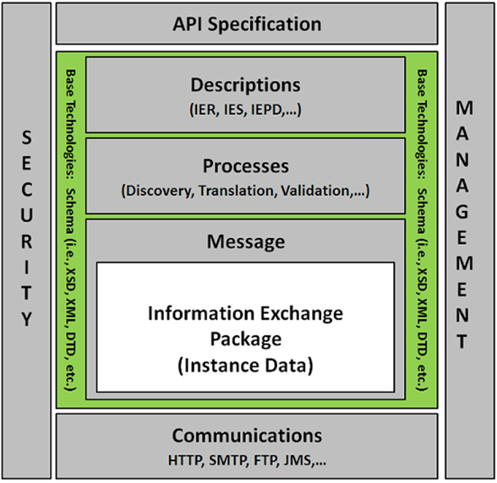 API Specification
SECURITY
Base Technologies: Schema (i.e., XSD, XML, DTD, etc.)
Descriptions
(IER, IES, IEPD,...)
Processes
(Discovery, Translation, Validation,...)
Message
Information Exchange
Package
(Instance Data)
Base Technologies: Schema (i.e., XSD, XML, DTD, etc.)
MANAGEMENT
Communications
HTTP, SMTP, FTP, JMS,...